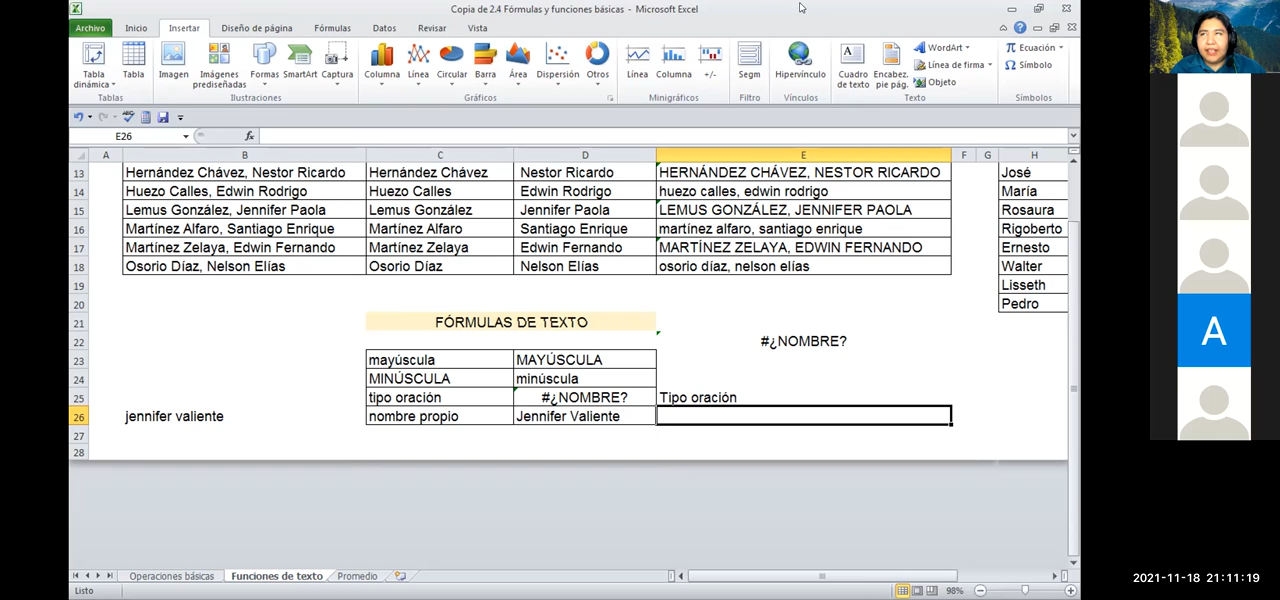 Copia de 2.4 Fórmulas y funciones básicas - Microsoft Excel
Archivo Inicio Insertar Diseño de página Fórmulas Datos Revisar Vista
Tabla dinámica Tabla Imagen Imágenes prediseñadas Formas SmartArt Captura Columna Línea Circular Barra Área Dispersión Otros Línea Columna +/- Segm Hipervínculo Cuadro de texto Encabez. pie pág. WordArt Línea de firma Objeto Ecuación Símbolo
Tablas Ilustraciones Gráficos Minigráficos Filtro Vínculos Texto Símbolos
E26 fx
A B C D E F G H
13 Hernández Chávez, Nestor Ricardo Hernández Chávez Nestor Ricardo HERNÁNDEZ CHÁVEZ, NESTOR RICARDO José
14 Huezo Calles, Edwin Rodrigo Huezo Calles Edwin Rodrigo huezo calles, edwin rodrigo María
15 Lemus González, Jennifer Paola Lemus González Jennifer Paola LEMUS GONZÁLEZ, JENNIFER PAOLA Rosaura
16 Martínez Alfaro, Santiago Enrique Martínez Alfaro Santiago Enrique martínez alfaro, santiago enrique Rigoberto
17 Martínez Zelaya, Edwin Fernando Martínez Zelaya Edwin Fernando MARTÍNEZ ZELAYA, EDWIN FERNANDO Ernesto
18 Osorio Díaz, Nelson Elías Osorio Díaz Nelson Elías osorio díaz, nelson elías Walter
19 Lisseth
20 Pedro
21 FÓRMULAS DE TEXTO
22 #¿NOMBRE?
23 mayúscula MAYÚSCULA
24 MINÚSCULA minúscula
25 tipo oración #¿NOMBRE? Tipo oración
26 jennifer valiente nombre propio Jennifer Valiente
27
28
Operaciones básicas Funciones de texto Promedio
Listo 98%
A
2021-11-18 21:11:19